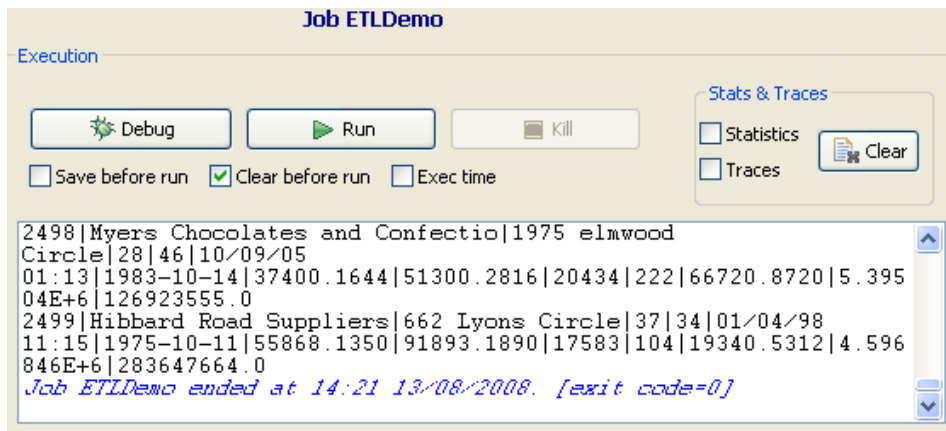 Job ETLDemo
Execution
Debug
Run
Kill
Save before run
Clear before run
Exec time
Stats & Traces
Statistics
Traces
Clear
2498|Myers Chocolates and Confectio|1975 elmwood
Circle|28|46|10/09/05
01:13|1983-10-14|37400.1644|51300.2816|20434|222|66720.8720|5.395
04E+6|126923555.0
2499|Hibbard Road Suppliers|662 Lyons Circle|37|34|01/04/98
11:15|1975-10-11|55868.1350|91893.1890|17583|104|19340.5312|4.596
846E+6|283647664.0
Job ETLDemo ended at 14:21 13/08/2008. [exit code=0]